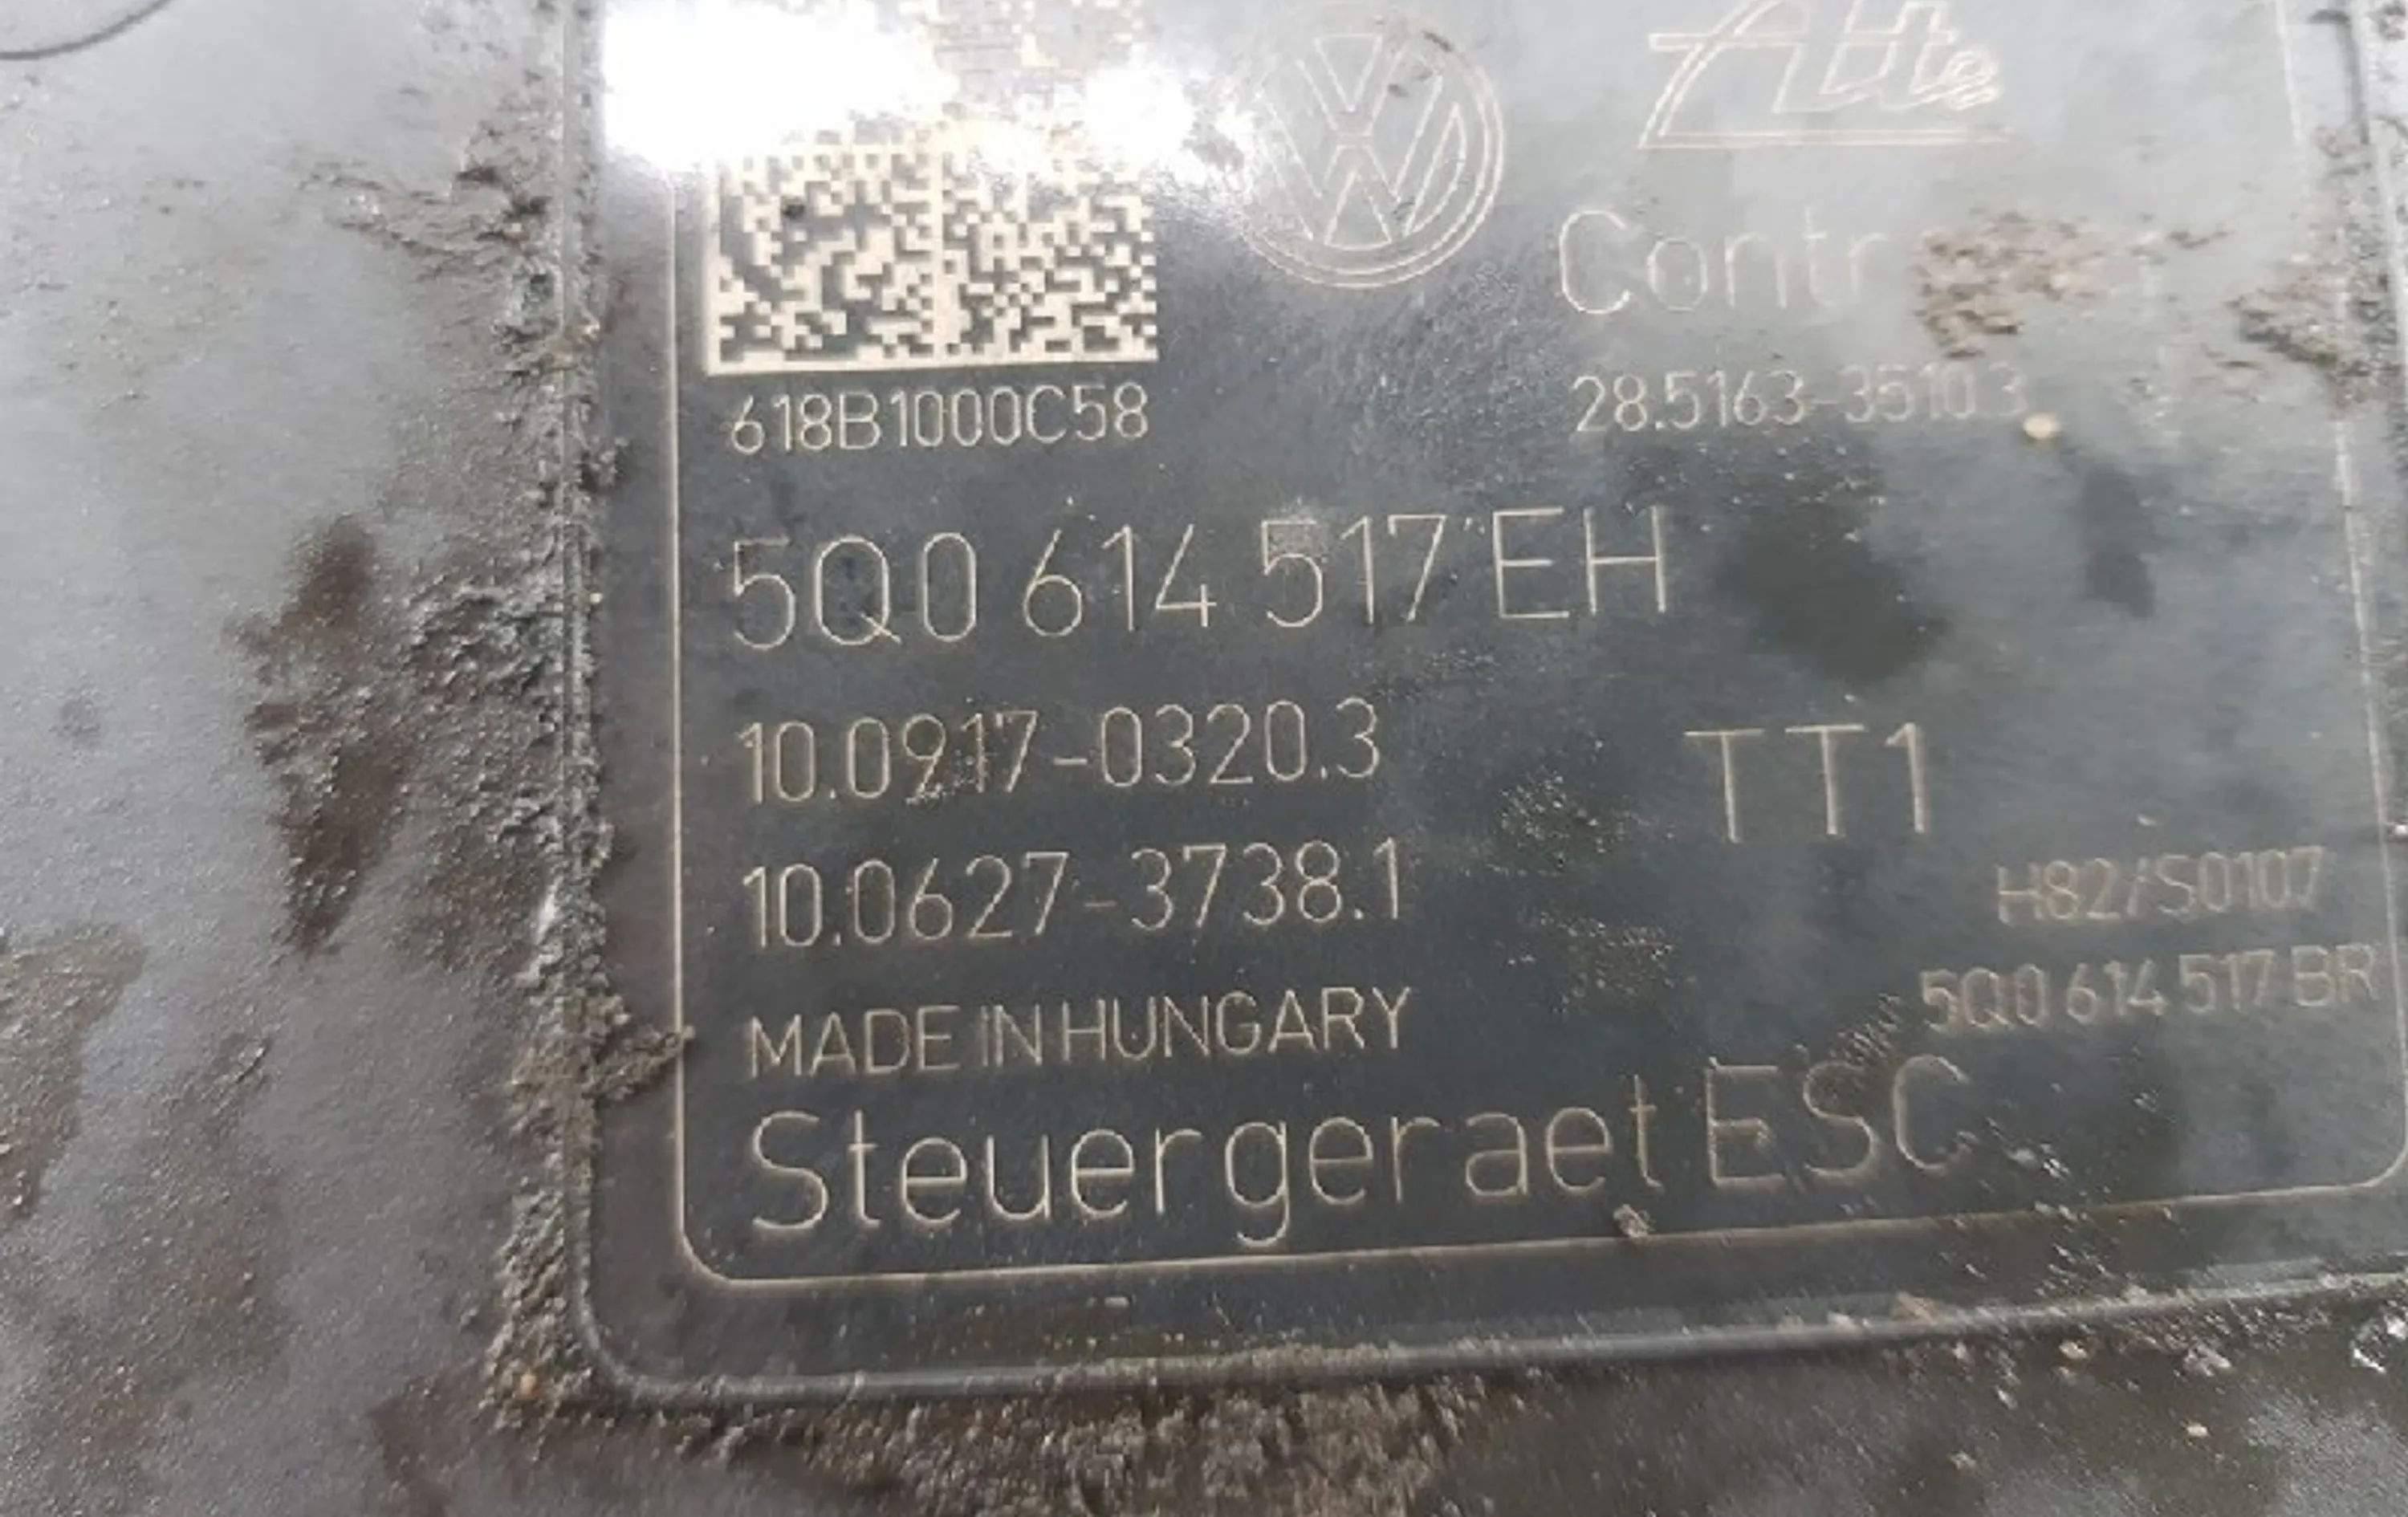 Ate
618B1000C58
28.5163-3510.3
5Q0 614 517 EH
10.0917-0320.3
TT1
10.0627-3738.1
H82/S0107
MADE IN HUNGARY
5Q0 614 517 BR
Steuergeraet ESC